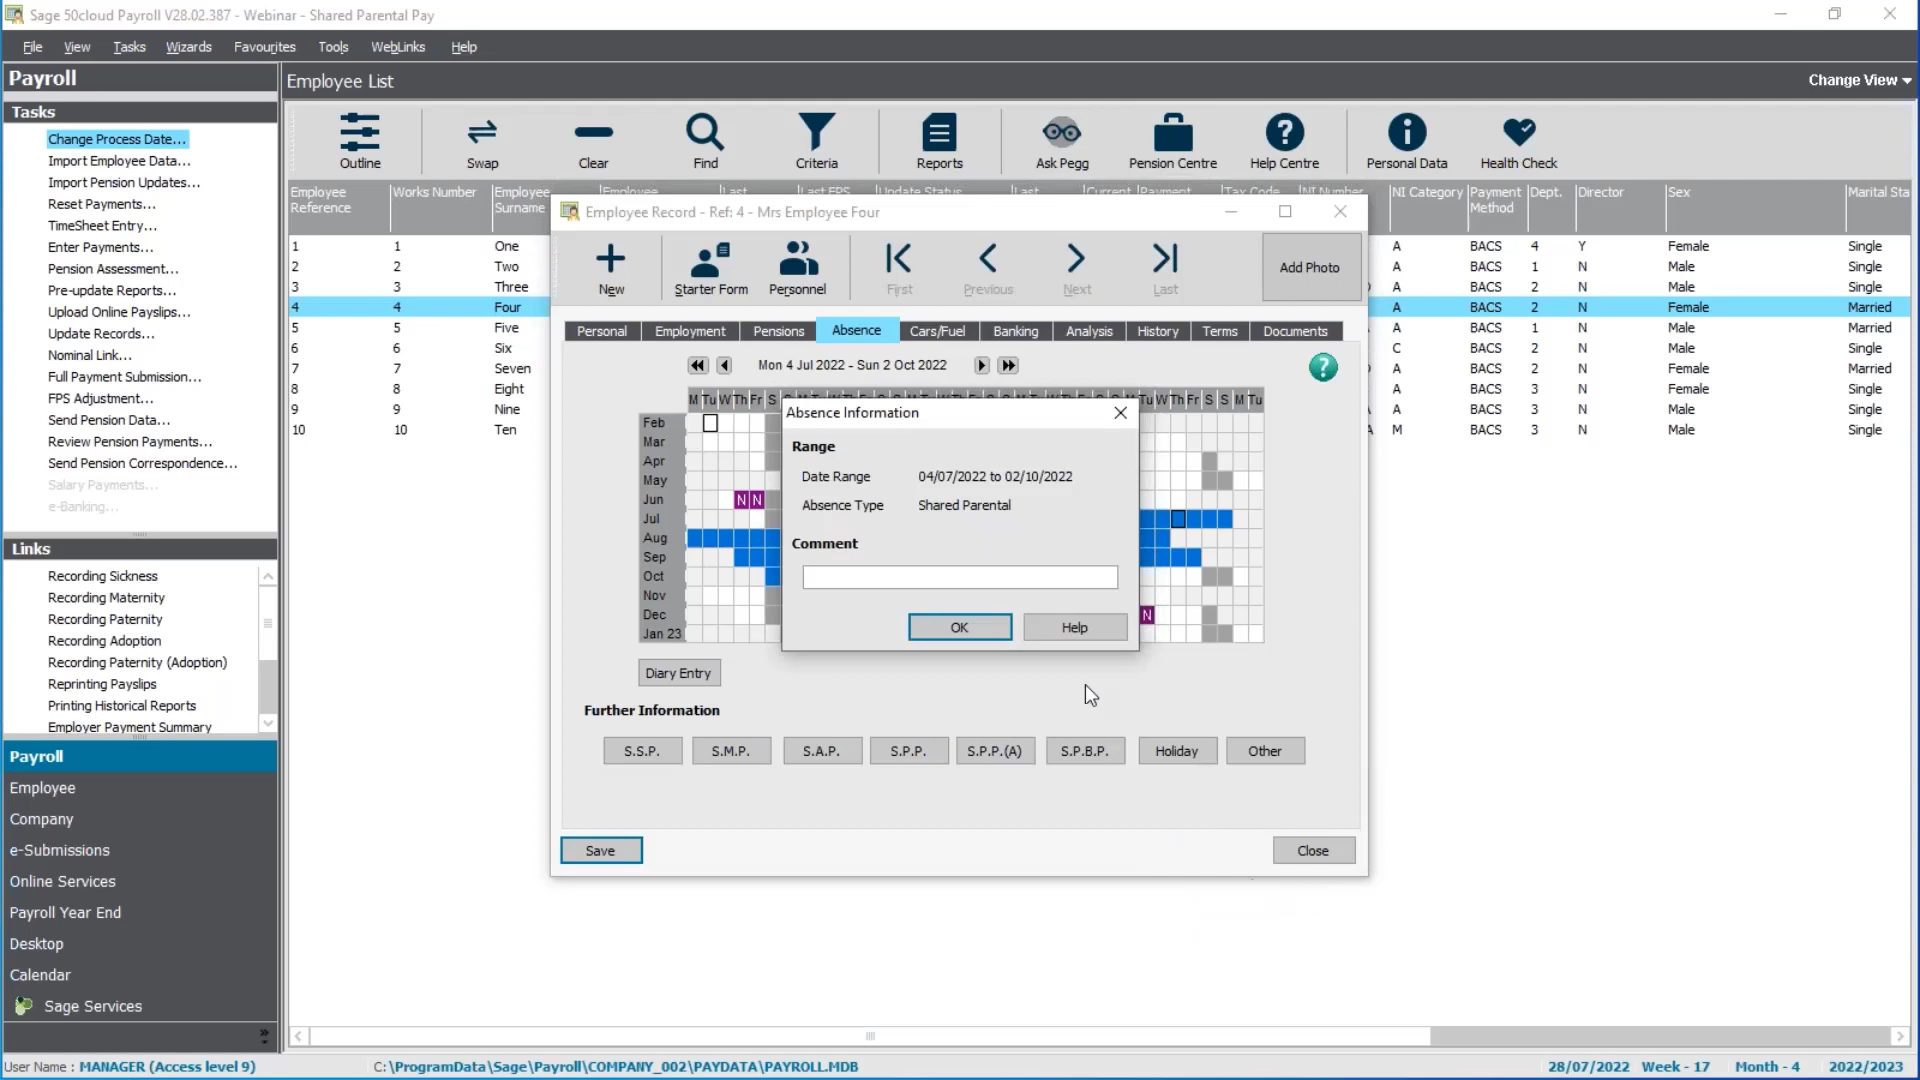 Sage 50cloud Payroll V28.02.387 - Webinar - Shared Parental Pay
File View Tasks Wizards Favourites Tools WebLinks Help
Payroll
Employee List
Change View
Tasks
Change Process Date...
Import Employee Data...
Import Pension Updates...
Reset Payments...
TimeSheet Entry...
Enter Payments...
Pension Assessment...
Pre-update Reports...
Upload Online Payslips...
Update Records...
Nominal Link...
Full Payment Submission...
FPS Adjustment...
Send Pension Data...
Review Pension Payments...
Send Pension Correspondence...
Salary Payments...
e-Banking...
Links
Recording Sickness
Recording Maternity
Recording Paternity
Recording Adoption
Recording Paternity (Adoption)
Reprinting Payslips
Printing Historical Reports
Employer Payment Summary
Payroll
Employee
Company
e-Submissions
Online Services
Payroll Year End
Desktop
Calendar
Sage Services
Outline Swap Clear Find Criteria Reports Ask Pegg Pension Centre Help Centre Personal Data Health Check
Employee Reference Works Number Employee Surname Employee Last Last FPS Update Status Last Current Payment Tax Code NI Number NI Category Payment Method Dept. Director Sex Marital Sta
1 1 One A BACS 4 Y Female Single
2 2 Two A BACS 1 N Male Single
3 3 Three A BACS 2 N Male Single
4 4 Four A BACS 2 N Female Married
5 5 Five A BACS 1 N Male Married
6 6 Six C BACS 2 N Male Single
7 7 Seven A BACS 2 N Male Married
8 8 Eight A BACS 3 N Female Single
9 9 Nine A BACS 3 N Male Single
10 10 Ten M BACS 3 N Male Single
Employee Record - Ref: 4 - Mrs Employee Four
New Starter Form Personnel First Previous Next Last Add Photo
Personal Employment Pensions Absence Cars/Fuel Banking Analysis History Terms Documents
Mon 4 Jul 2022 - Sun 2 Oct 2022
?
M Tu W Th Fr S
Tu W Th Fr S S M Tu
Feb
Mar
Apr
May
Jun N N
Jul
Aug
Sep
Oct
Nov
Dec N
Jan 23
Absence Information
Range
Date Range 04/07/2022 to 02/10/2022
Absence Type Shared Parental
Comment
OK Help
Diary Entry
Further Information
S.S.P. S.M.P. S.A.P. S.P.P. S.P.P.(A) S.P.B.P. Holiday Other
Save Close
User Name : MANAGER (Access level 9) C:\ProgramData\Sage\Payroll\COMPANY_002\PAYDATA\PAYROLL.MDB 28/07/2022 Week - 17 Month - 4 2022/2023